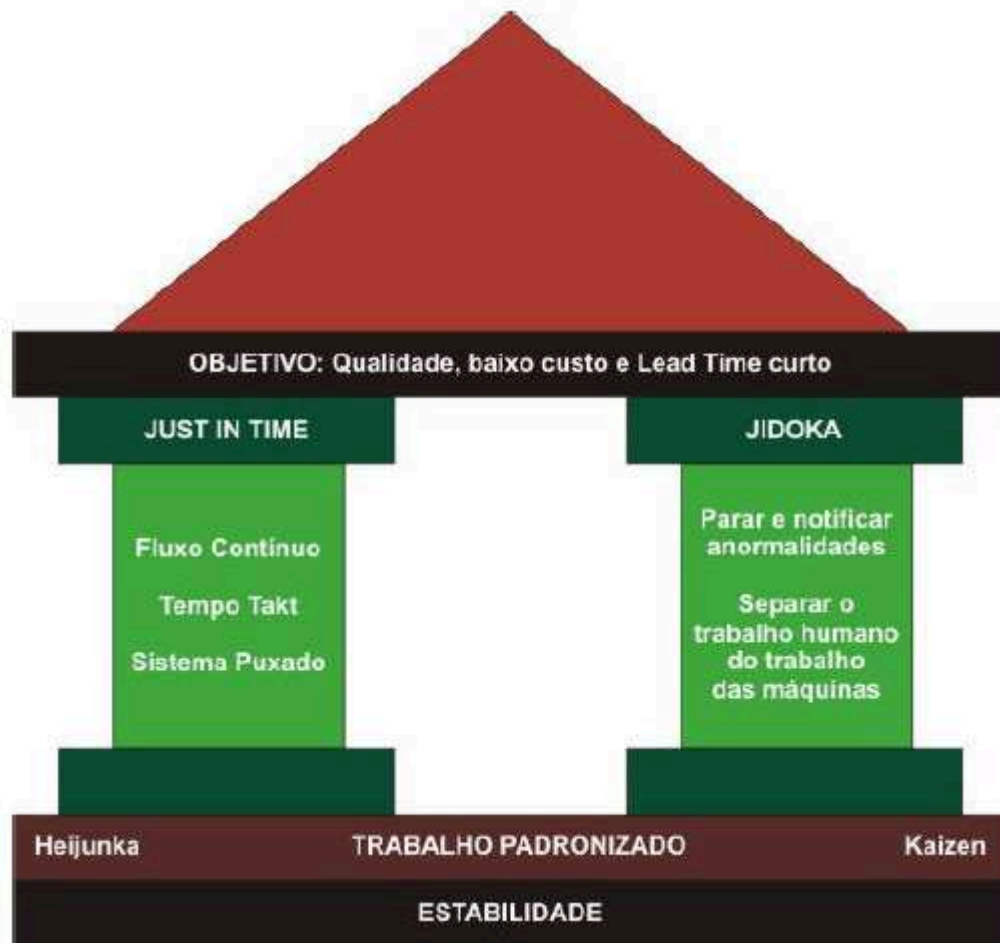 OBJETIVO: Qualidade, baixo custo e Lead Time curto
JUST IN TIME
Fluxo Contínuo
Tempo Takt
Sistema Puxado
JIDOKA
Parar e notificar
anormalidades
Separar o
trabalho humano
do trabalho
das máquinas
Heijunka TRABALHO PADRONIZADO Kaizen
ESTABILIDADE